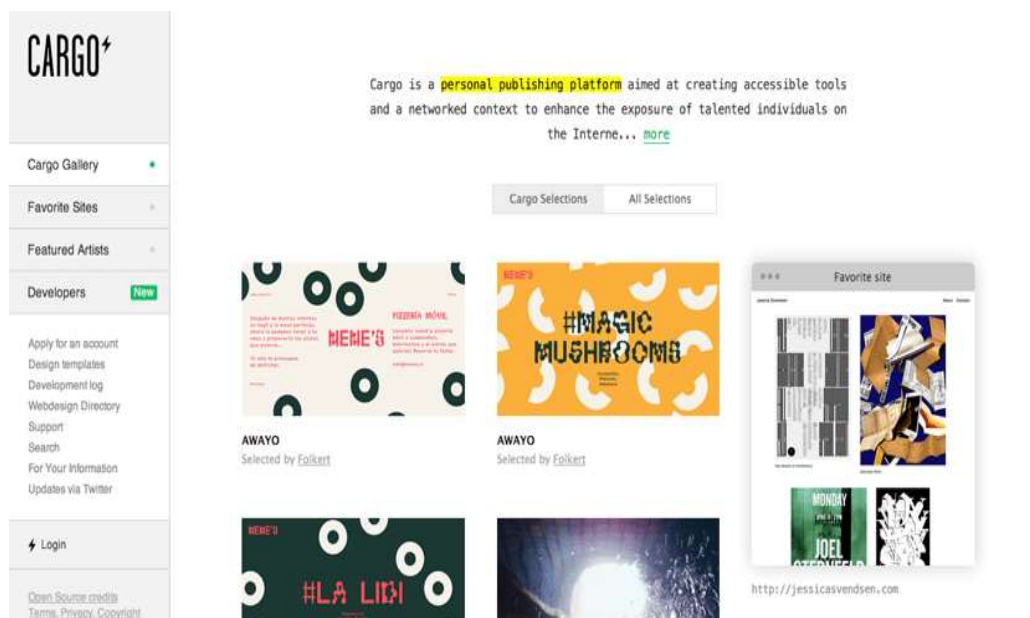 CARGO
Cargo Gallery
Favorite Sites
Featured Artists
Developers New
Apply for an account
Design templates
Development log
Webdesign Directory
Support
Search
For Your Information
Updates via Twitter
Login
Open Source credits
Terms, Privacy, Copyright
Cargo is a personal publishing platform aimed at creating accessible tools
and a networked context to enhance the exposure of talented individuals on
the Interne... more
Cargo Selections All Selections
NENE'S
PIZZERÍA MÓVIL
AWAYO
Selected by Folkert
NENE'S
#MAGIC
MUSHROOMS
AWAYO
Selected by Folkert
NENE'S
#LA LIDI
Favorite site
MONDAY
JOEL
STERNFELD
http://jessicasvendsen.com